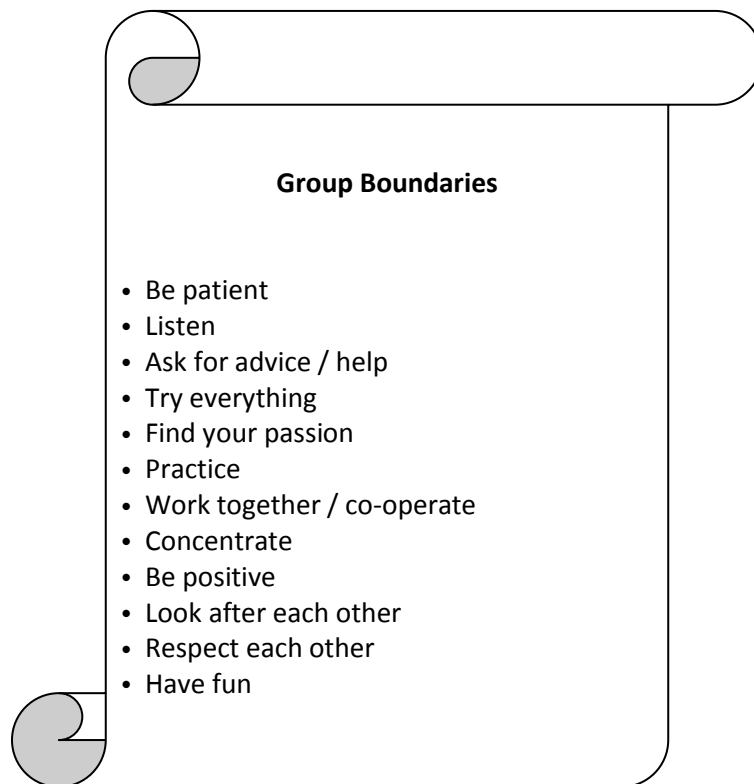 Group Boundaries
• Be patient
• Listen
• Ask for advice / help
• Try everything
• Find your passion
• Practice
• Work together / co-operate
• Concentrate
• Be positive
• Look after each other
• Respect each other
• Have fun